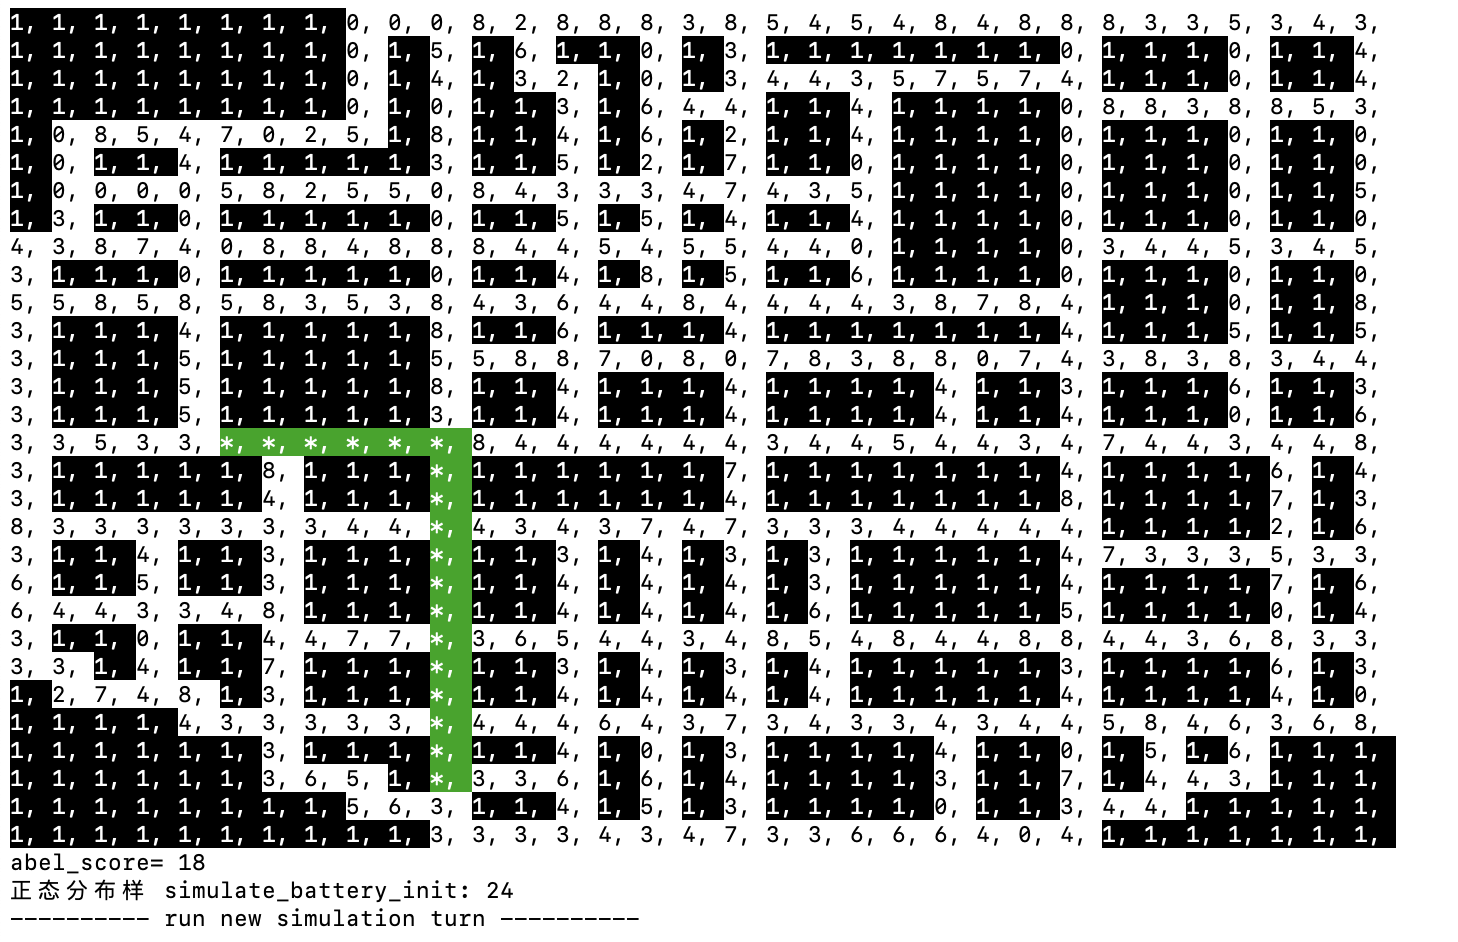 1, 1, 1, 1, 1, 1, 1, 1, 0, 0, 0, 8, 2, 8, 8, 8, 3, 8, 5, 4, 5, 4, 8, 4, 8, 8, 8, 3, 3, 5, 3, 4, 3,
1, 1, 1, 1, 1, 1, 1, 1, 0, 1, 5, 1, 6, 1, 1, 0, 1, 3, 1, 1, 1, 1, 1, 1, 1, 0, 1, 1, 1, 0, 1, 1, 4,
1, 1, 1, 1, 1, 1, 1, 1, 0, 1, 4, 1, 3, 2, 1, 0, 1, 3, 4, 4, 3, 5, 7, 5, 7, 4, 1, 1, 1, 0, 1, 1, 4,
1, 1, 1, 1, 1, 1, 1, 1, 0, 1, 0, 1, 1, 3, 1, 6, 4, 4, 1, 1, 4, 1, 1, 1, 1, 0, 8, 8, 3, 8, 8, 5, 3,
1, 0, 8, 5, 4, 7, 0, 2, 5, 1, 8, 1, 1, 4, 1, 6, 1, 2, 1, 1, 4, 1, 1, 1, 1, 0, 1, 1, 1, 0, 1, 1, 0,
1, 0, 1, 1, 4, 1, 1, 1, 1, 1, 3, 1, 1, 5, 1, 2, 1, 7, 1, 1, 0, 1, 1, 1, 1, 0, 1, 1, 1, 0, 1, 1, 0,
1, 0, 0, 0, 0, 5, 8, 2, 5, 5, 0, 8, 4, 3, 3, 3, 4, 7, 4, 3, 5, 1, 1, 1, 1, 0, 1, 1, 1, 0, 1, 1, 5,
1, 3, 1, 1, 0, 1, 1, 1, 1, 1, 0, 1, 1, 5, 1, 5, 1, 4, 1, 1, 4, 1, 1, 1, 1, 0, 1, 1, 1, 0, 1, 1, 0,
4, 3, 8, 7, 4, 0, 8, 8, 4, 8, 8, 8, 4, 4, 5, 4, 5, 5, 4, 4, 0, 1, 1, 1, 1, 0, 3, 4, 4, 5, 3, 4, 5,
3, 1, 1, 1, 0, 1, 1, 1, 1, 1, 0, 1, 1, 4, 1, 8, 1, 5, 1, 1, 6, 1, 1, 1, 1, 0, 1, 1, 1, 0, 1, 1, 0,
5, 5, 8, 5, 8, 5, 8, 3, 5, 3, 8, 4, 3, 6, 4, 4, 8, 4, 4, 4, 4, 3, 8, 7, 8, 4, 1, 1, 1, 0, 1, 1, 8,
3, 1, 1, 1, 4, 1, 1, 1, 1, 1, 8, 1, 1, 6, 1, 1, 1, 4, 1, 1, 1, 1, 1, 1, 1, 4, 1, 1, 1, 5, 1, 1, 5,
3, 1, 1, 1, 5, 1, 1, 1, 1, 1, 5, 5, 8, 8, 7, 0, 8, 0, 7, 8, 3, 8, 8, 0, 7, 4, 3, 8, 3, 8, 3, 4, 4,
3, 1, 1, 1, 5, 1, 1, 1, 1, 1, 8, 1, 1, 4, 1, 1, 1, 4, 1, 1, 1, 1, 4, 1, 1, 3, 1, 1, 1, 6, 1, 1, 3,
3, 1, 1, 1, 5, 1, 1, 1, 1, 1, 3, 1, 1, 4, 1, 1, 1, 4, 1, 1, 1, 1, 4, 1, 1, 4, 1, 1, 1, 0, 1, 1, 6,
3, 3, 5, 3, 3, *, *, *, *, *, *, 8, 4, 4, 4, 4, 4, 4, 3, 4, 4, 5, 4, 4, 3, 4, 7, 4, 4, 3, 4, 4, 8,
3, 1, 1, 1, 1, 1, 8, 1, 1, 1, *, 1, 1, 1, 1, 1, 1, 7, 1, 1, 1, 1, 1, 1, 1, 4, 1, 1, 1, 1, 6, 1, 4,
3, 1, 1, 1, 1, 1, 4, 1, 1, 1, *, 1, 1, 1, 1, 1, 1, 4, 1, 1, 1, 1, 1, 1, 1, 8, 1, 1, 1, 1, 7, 1, 3,
8, 3, 3, 3, 3, 3, 3, 3, 4, 4, *, 4, 3, 4, 3, 7, 4, 7, 3, 3, 3, 4, 4, 4, 4, 4, 1, 1, 1, 1, 2, 1, 6,
3, 1, 1, 4, 1, 1, 3, 1, 1, 1, *, 1, 1, 3, 1, 4, 1, 3, 1, 3, 1, 1, 1, 1, 1, 4, 7, 3, 3, 3, 5, 3, 3,
6, 1, 1, 5, 1, 1, 3, 1, 1, 1, *, 1, 1, 4, 1, 4, 1, 4, 1, 3, 1, 1, 1, 1, 1, 4, 1, 1, 1, 1, 7, 1, 6,
6, 4, 4, 3, 3, 4, 8, 1, 1, 1, *, 1, 1, 4, 1, 4, 1, 4, 1, 6, 1, 1, 1, 1, 1, 5, 1, 1, 1, 1, 0, 1, 4,
3, 1, 1, 0, 1, 1, 4, 4, 7, 7, *, 3, 6, 5, 4, 4, 3, 4, 8, 5, 4, 8, 4, 4, 8, 8, 4, 4, 3, 6, 8, 3, 3,
3, 3, 1, 4, 1, 1, 7, 1, 1, 1, *, 1, 1, 3, 1, 4, 1, 3, 1, 4, 1, 1, 1, 1, 1, 3, 1, 1, 1, 1, 6, 1, 3,
1, 2, 7, 4, 8, 1, 3, 1, 1, 1, *, 1, 1, 4, 1, 4, 1, 4, 1, 4, 1, 1, 1, 1, 1, 4, 1, 1, 1, 1, 4, 1, 0,
1, 1, 1, 1, 4, 3, 3, 3, 3, 3, *, 4, 4, 4, 6, 4, 3, 7, 3, 4, 3, 3, 4, 3, 4, 4, 5, 8, 4, 6, 3, 6, 8,
1, 1, 1, 1, 1, 1, 3, 1, 1, 1, *, 1, 1, 4, 1, 0, 1, 3, 1, 1, 1, 1, 4, 1, 1, 0, 1, 5, 1, 6, 1, 1, 1,
1, 1, 1, 1, 1, 1, 3, 6, 5, 1, *, 3, 3, 6, 1, 6, 1, 4, 1, 1, 1, 1, 3, 1, 1, 7, 1, 4, 4, 3, 1, 1, 1,
1, 1, 1, 1, 1, 1, 1, 1, 5, 6, 3, 1, 1, 4, 1, 5, 1, 3, 1, 1, 1, 1, 0, 1, 1, 3, 4, 4, 1, 1, 1, 1, 1,
1, 1, 1, 1, 1, 1, 1, 1, 1, 1, 3, 3, 3, 3, 4, 3, 4, 7, 3, 3, 6, 6, 6, 4, 0, 4, 1, 1, 1, 1, 1, 1, 1,
abel_score= 18
正态分布样 simulate_battery_init: 24
---------- run new simulation turn ----------